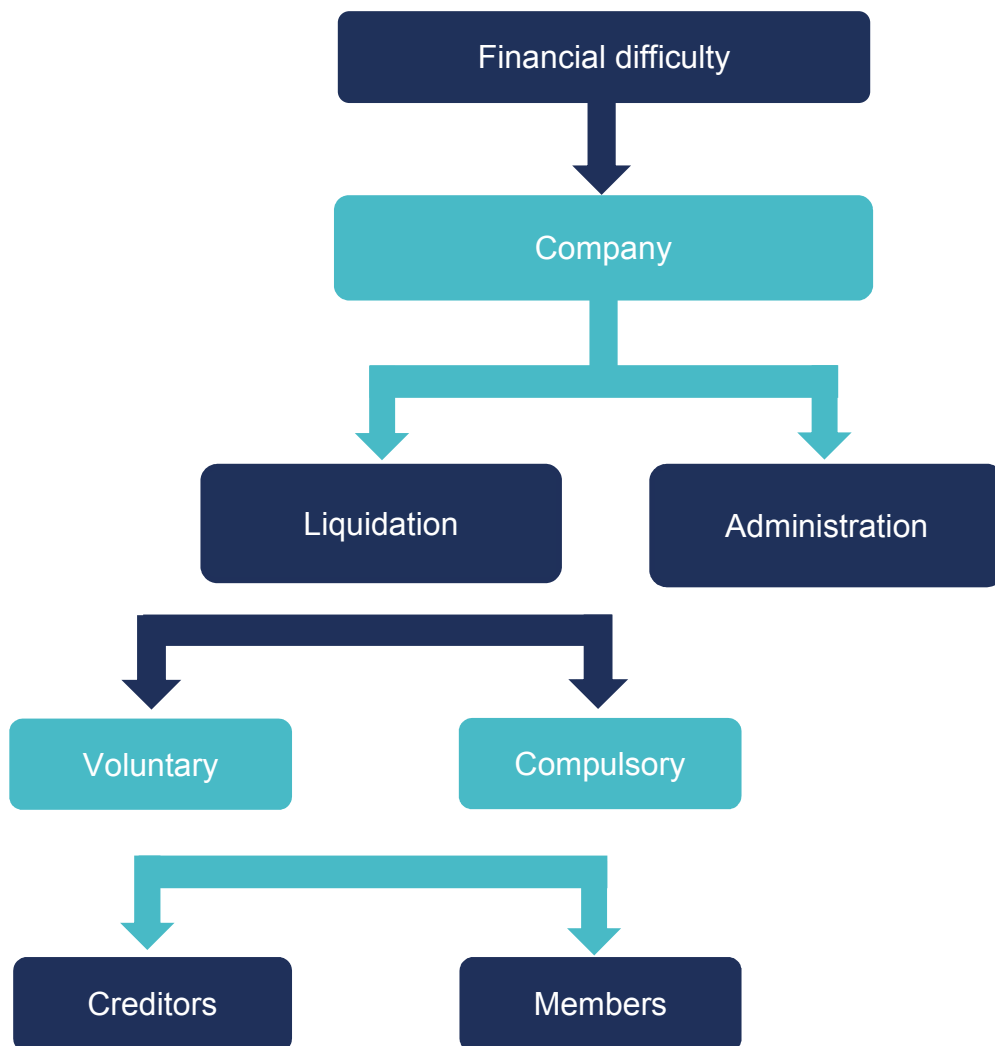 Financial difficulty
Company
Liquidation
Administration
Voluntary
Compulsory
Creditors
Members